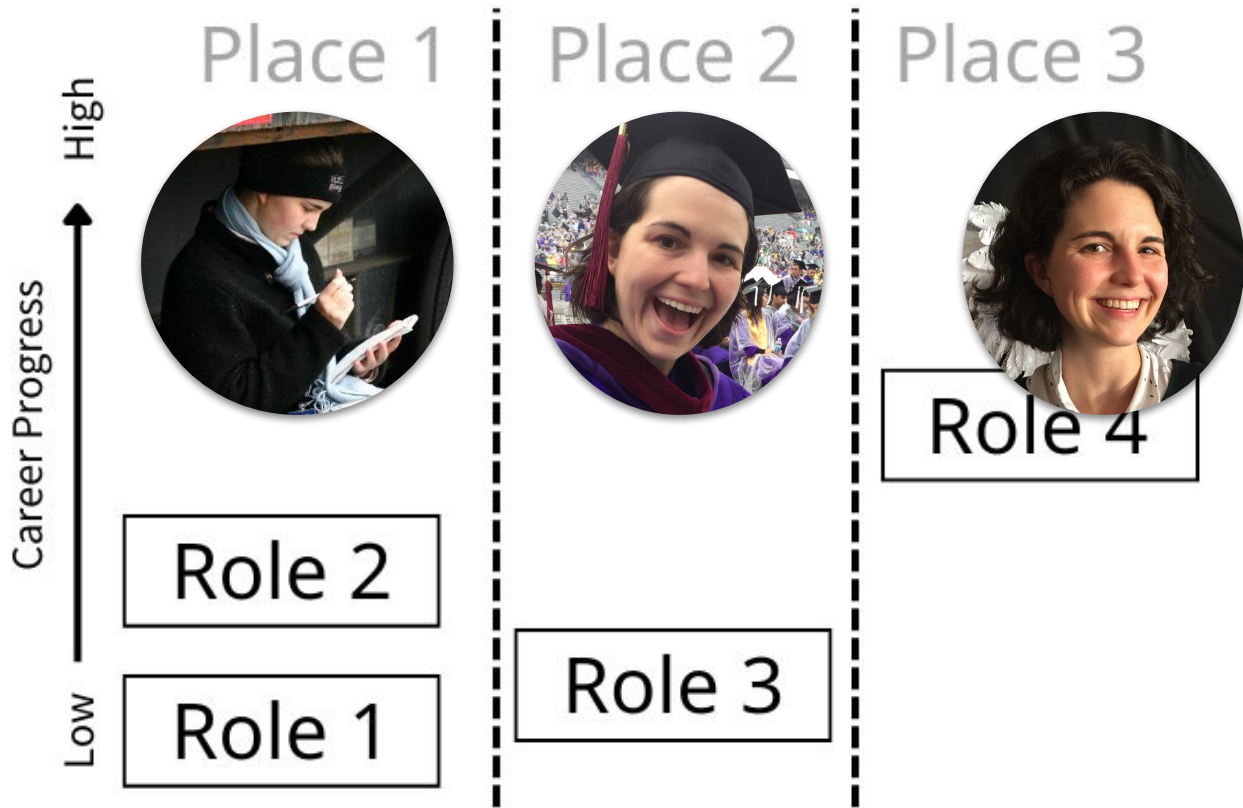 Place 1
Place 2
Place 3
High
Career Progress
Low
Role 4
Role 2
Role 3
Role 1